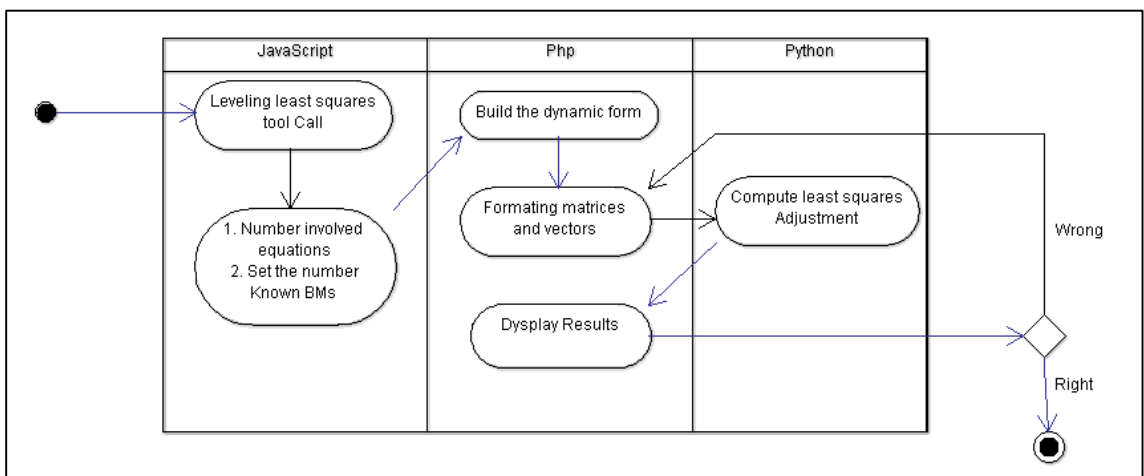 JavaScript
Php
Python
Leveling least squares
tool Call
1. Number involved
equations
2. Set the number
Known BMs
Build the dynamic form
Formating matrices
and vectors
Dysplay Results
Compute least squares
Adjustment
Wrong
Right